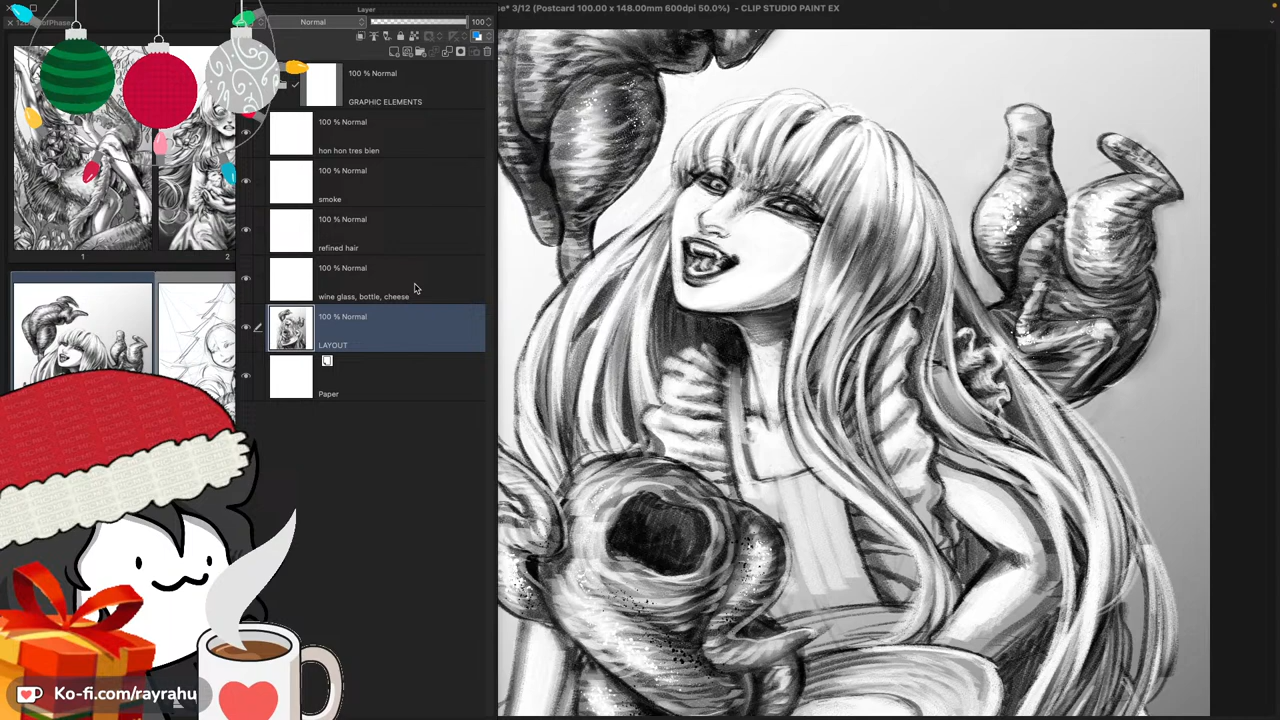 Layer
e* 3/12 (Postcard 100.00 x 148.00mm 600dpi 50.0%) - CLIP STUDIO PAINT EX
Normal
100
100 % Normal
GRAPHIC ELEMENTS
100 % Normal
hon hon tres bien
100 % Normal
smoke
100 % Normal
refined hair
100 % Normal
wine glass, bottle, cheese
100 % Normal
LAYOUT
Paper
1
2
Ko-fi.com/rayrahu